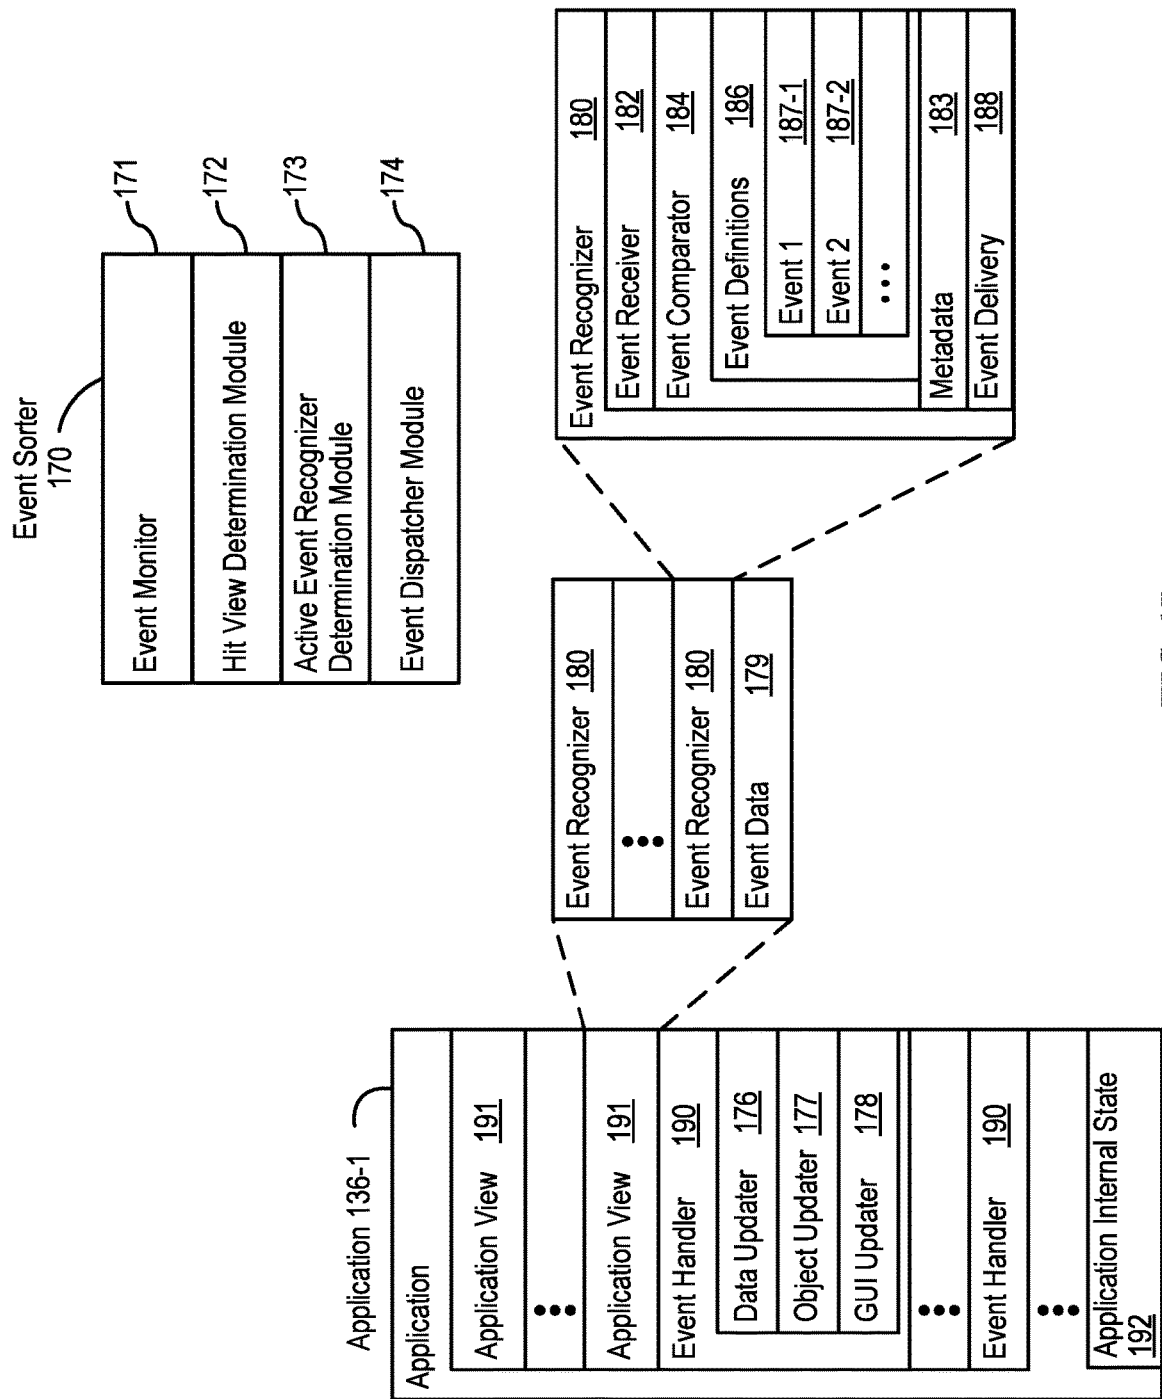 Event Sorter
170
Event Monitor
171
Hit View Determination Module
172
Active Event Recognizer
Determination Module
173
Event Dispatcher Module
174
Application 136-1
Application
Application View 191
•••
Application View 191
Event Handler 190
Data Updater 176
Object Updater 177
GUI Updater 178
•••
Event Handler 190
•••
Application Internal State
192
Event Recognizer 180
•••
Event Recognizer 180
Event Data 179
Event Recognizer 180
Event Receiver 182
Event Comparator 184
Event Definitions 186
Event 1 187-1
Event 2 187-2
•••
Metadata 183
Event Delivery 188